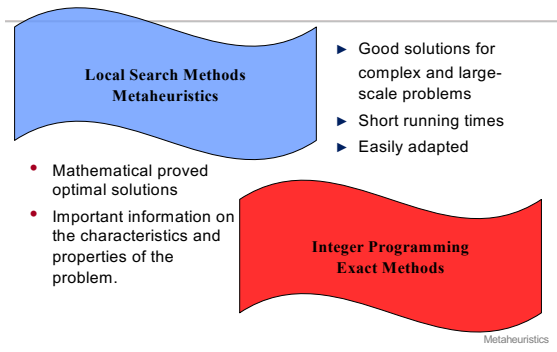 Local Search Methods
Metaheuristics
► Good solutions for
complex and large-
scale problems
► Short running times
► Easily adapted
• Mathematical proved
optimal solutions
• Important information on
the characteristics and
properties of the
problem.
Integer Programming
Exact Methods
Metaheuristics